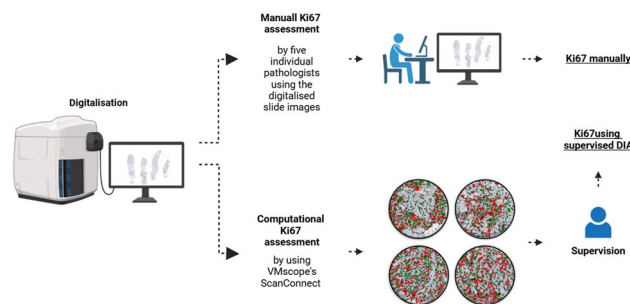 Digitalisation
Manuall Ki67
assessment
by five
individual
pathologists
using the
digitalised
slide images
Ki67 manually
Computational
Ki67
assessment
by using
VMscope's
ScanConnect
Ki67using
supervised DIA
Supervision